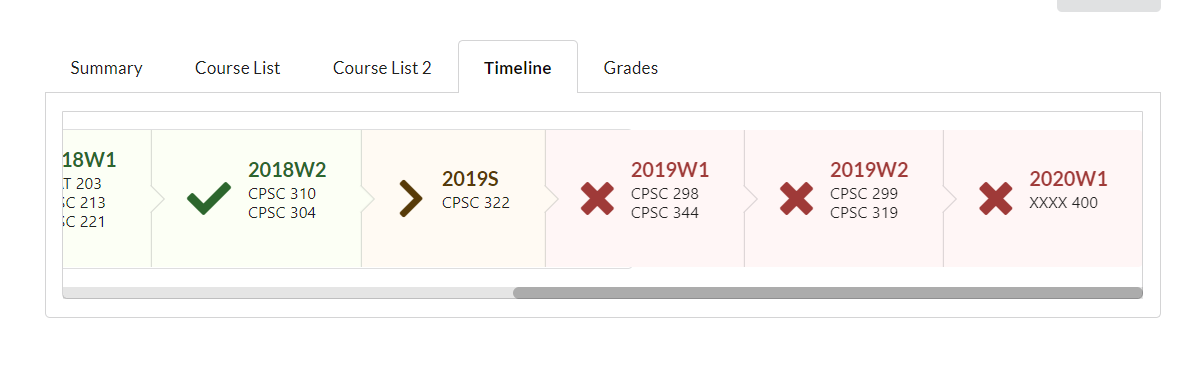 Summary
Course List
Course List 2
Timeline
Grades
18W1
203
213
221
2018W2
CPSC 310
CPSC 304
2019S
CPSC 322
2019W1
CPSC 298
CPSC 344
2019W2
CPSC 299
CPSC 319
2020W1
XXXX 400